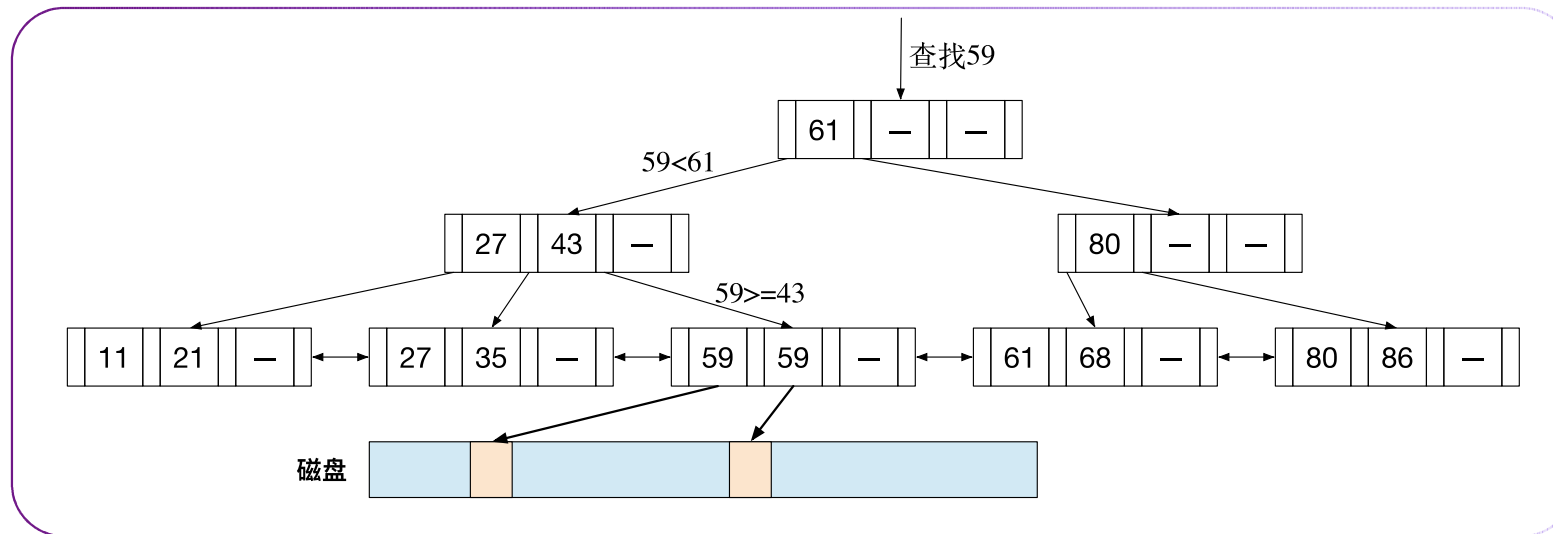 查找59
61 — —
59<61
27 43 —
80 — —
59>=43
11 21 —
27 35 —
59 59 —
61 68 —
80 86 —
磁盘